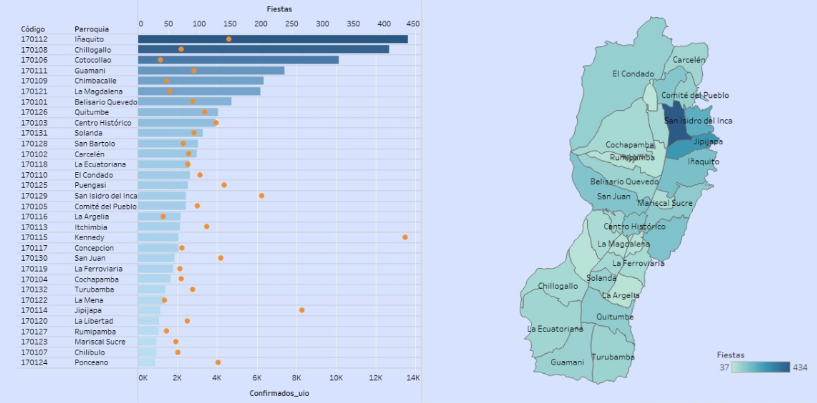 Fiestas
0 50 100 150 200 250 300 350 400 450
Código Parroquia
170112 Iñaquito
170108 Chillogallo
170106 Cotocollao
170111 Guamani
170109 Chimbacalle
170121 La Magdalena
170101 Belisario Quevedo
170126 Quitumbe
170103 Centro Histórico
170131 Solanda
170128 San Bartolo
170102 Carcelén
170118 La Ecuatoriana
170110 El Condado
170125 Puengasi
170129 San Isidro del Inca
170105 Comité del Pueblo
170116 La Argelia
170113 Itchimbia
170115 Kennedy
170117 Concepcion
170130 San Juan
170119 La Ferroviaria
170104 Cochapamba
170132 Turubamba
170122 La Mena
170114 Jipijapa
170120 La Libertad
170127 Rumipamba
170123 Mariscal Sucre
170107 Chilibulo
170124 Ponceano
0K 2K 4K 6K 8K 10K 12K 14K
Confirmados_uio
Carcelén
El Condado
Comité del Pueblo
San Isidro del Inca
Jipijapa
Cochapamba
Rumipamba
Iñaquito
Belisario Quevedo
San Juan
Mariscal Sucre
Centro Histórico
La Magdalena
La Ferroviaria
Solanda
Chillogallo
La Argelia
Quitumbe
La Ecuatoriana
Turubamba
Guamani
Fiestas
37 434